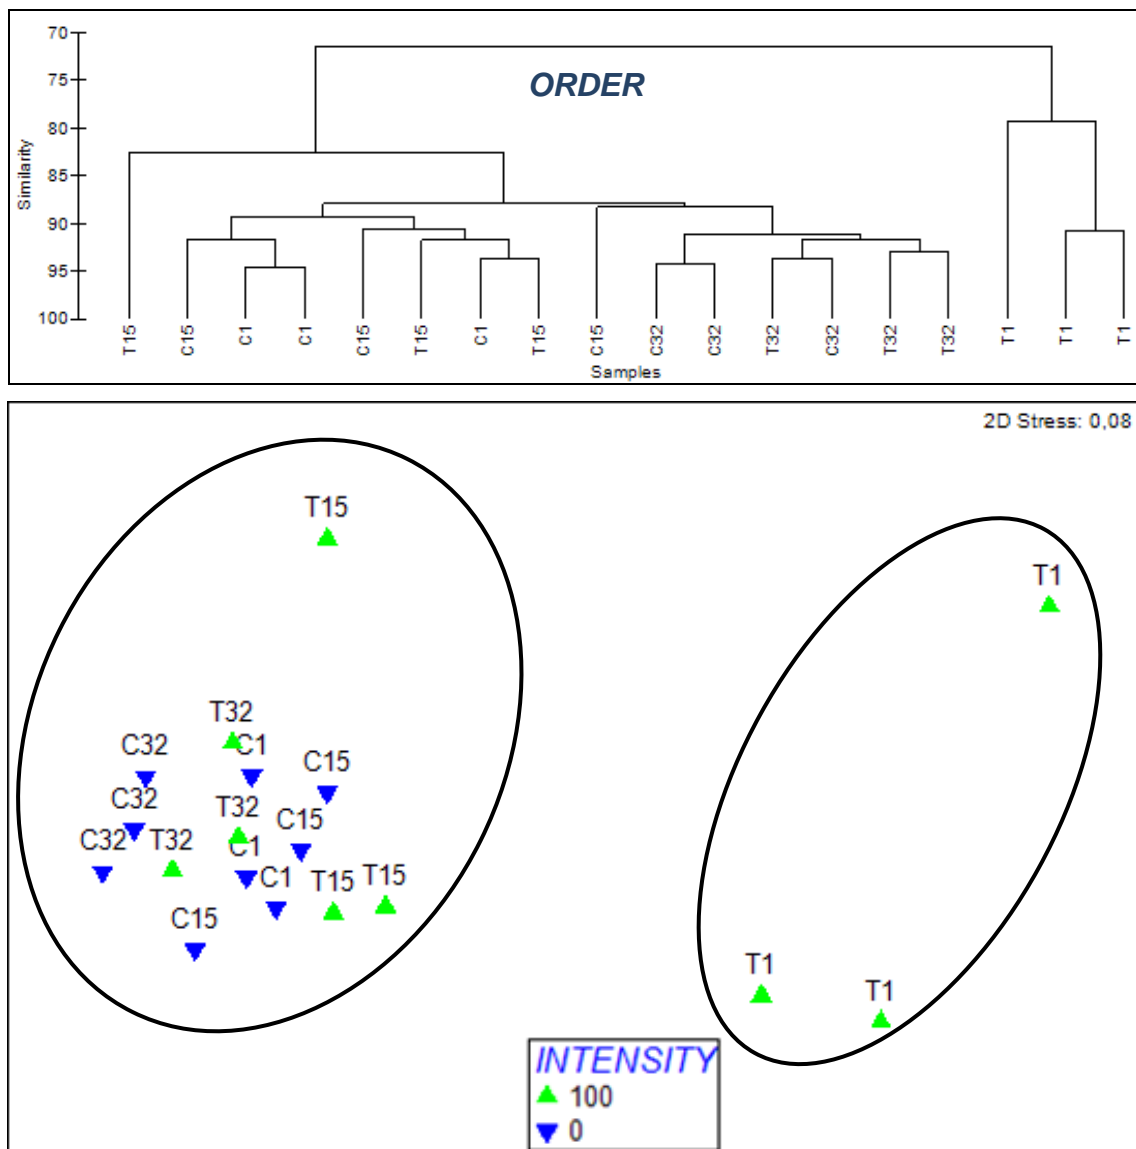 70
ORDER
75
80
85
90
95
100
Similarity
T15 C15 C1 C1 C15 T15 C1 T15 C15 C32 C32 T32 C32 T32 T32 T1 T1 T1
Samples
2D Stress: 0,08
T15
T1
T32
C32 C1
C15
C32 T32 C15
C32 T32 C1
C1 T15 T15
C15
T1
T1
INTENSITY
100
0